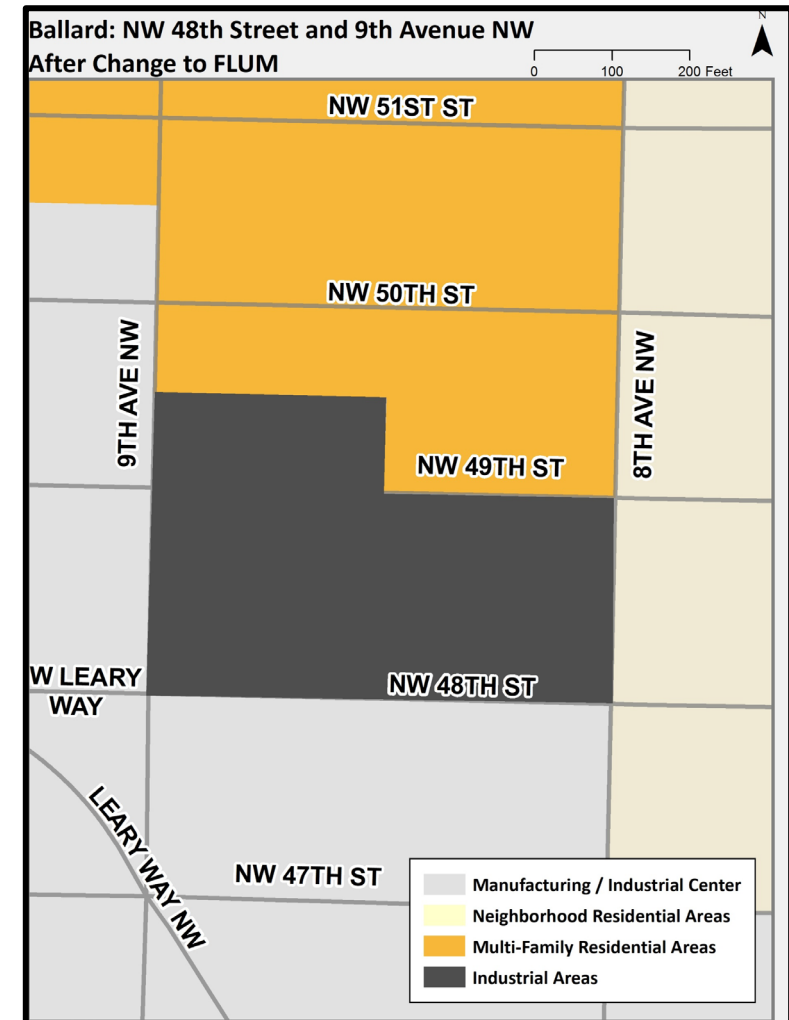 Ballard: NW 48th Street and 9th Avenue NW
After Change to FLUM
N
0 100 200 Feet
NW 51ST ST
NW 50TH ST
9TH AVE NW
8TH AVE NW
NW 49TH ST
W LEARY
WAY
NW 48TH ST
LEARY WAY NW
NW 47TH ST
Manufacturing / Industrial Center
Neighborhood Residential Areas
Multi-Family Residential Areas
Industrial Areas